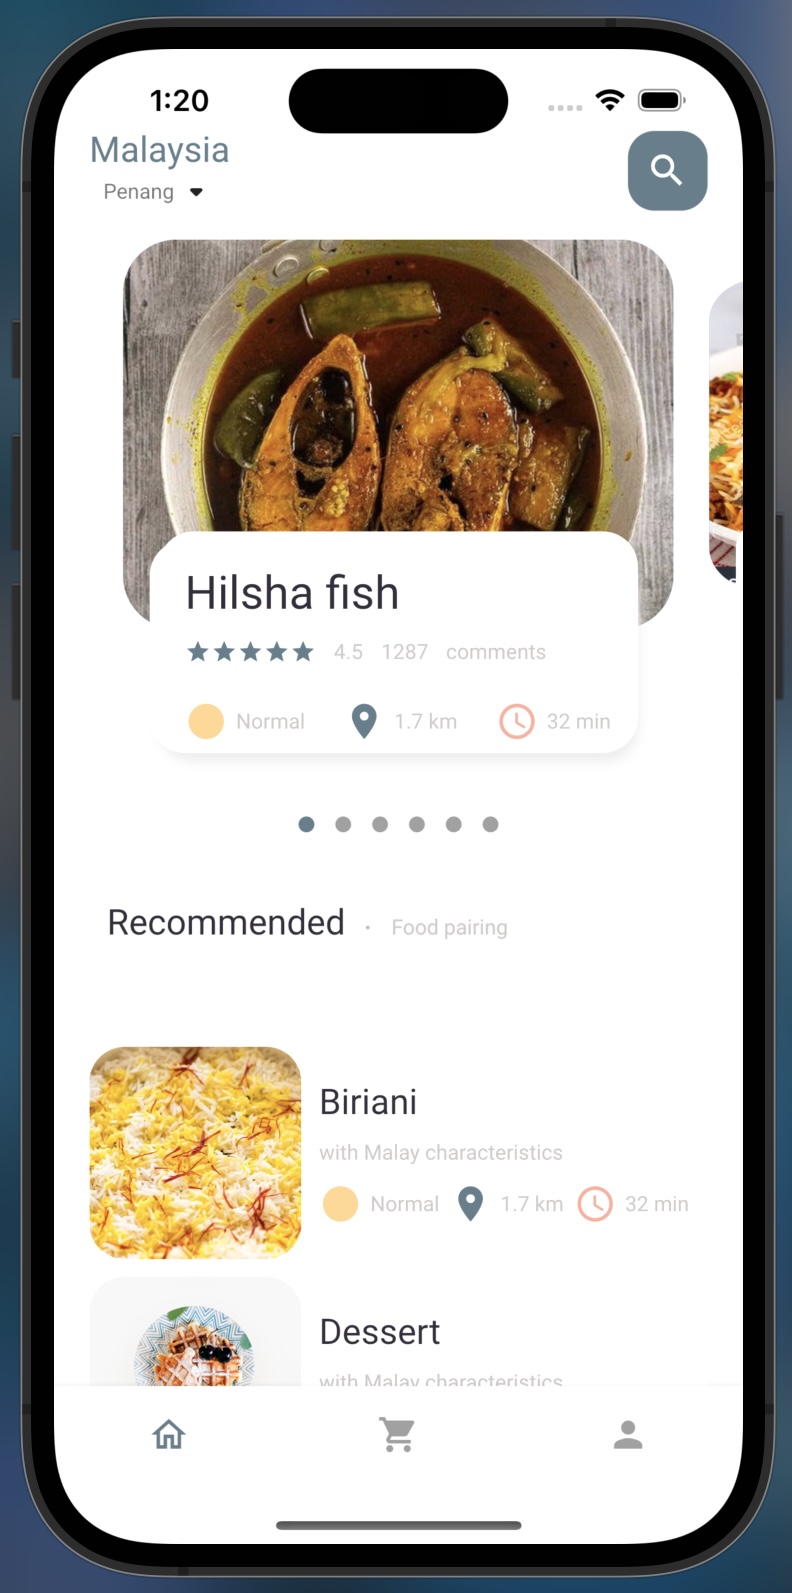 1:20
Malaysia
Penang
Hilsha fish
4.5 1287 comments
Normal 1.7 km 32 min
Recommended · Food pairing
Biriani
with Malay characteristics
Normal 1.7 km 32 min
Dessert
with Malay characteristics